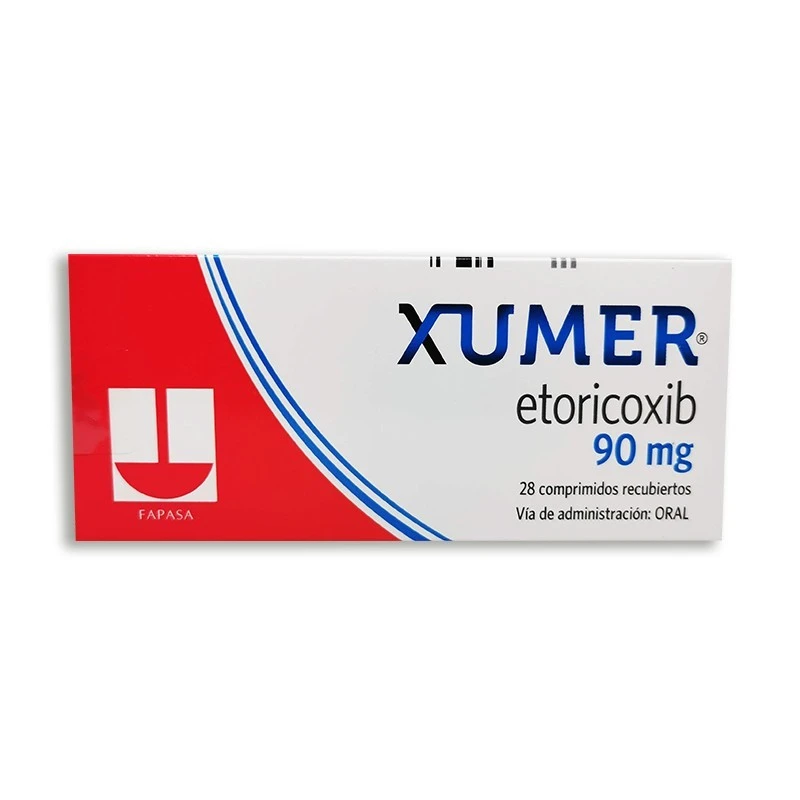 XUMER®
etoricoxib
90 mg
28 comprimidos recubiertos
Vía de administración: ORAL
FAPASA